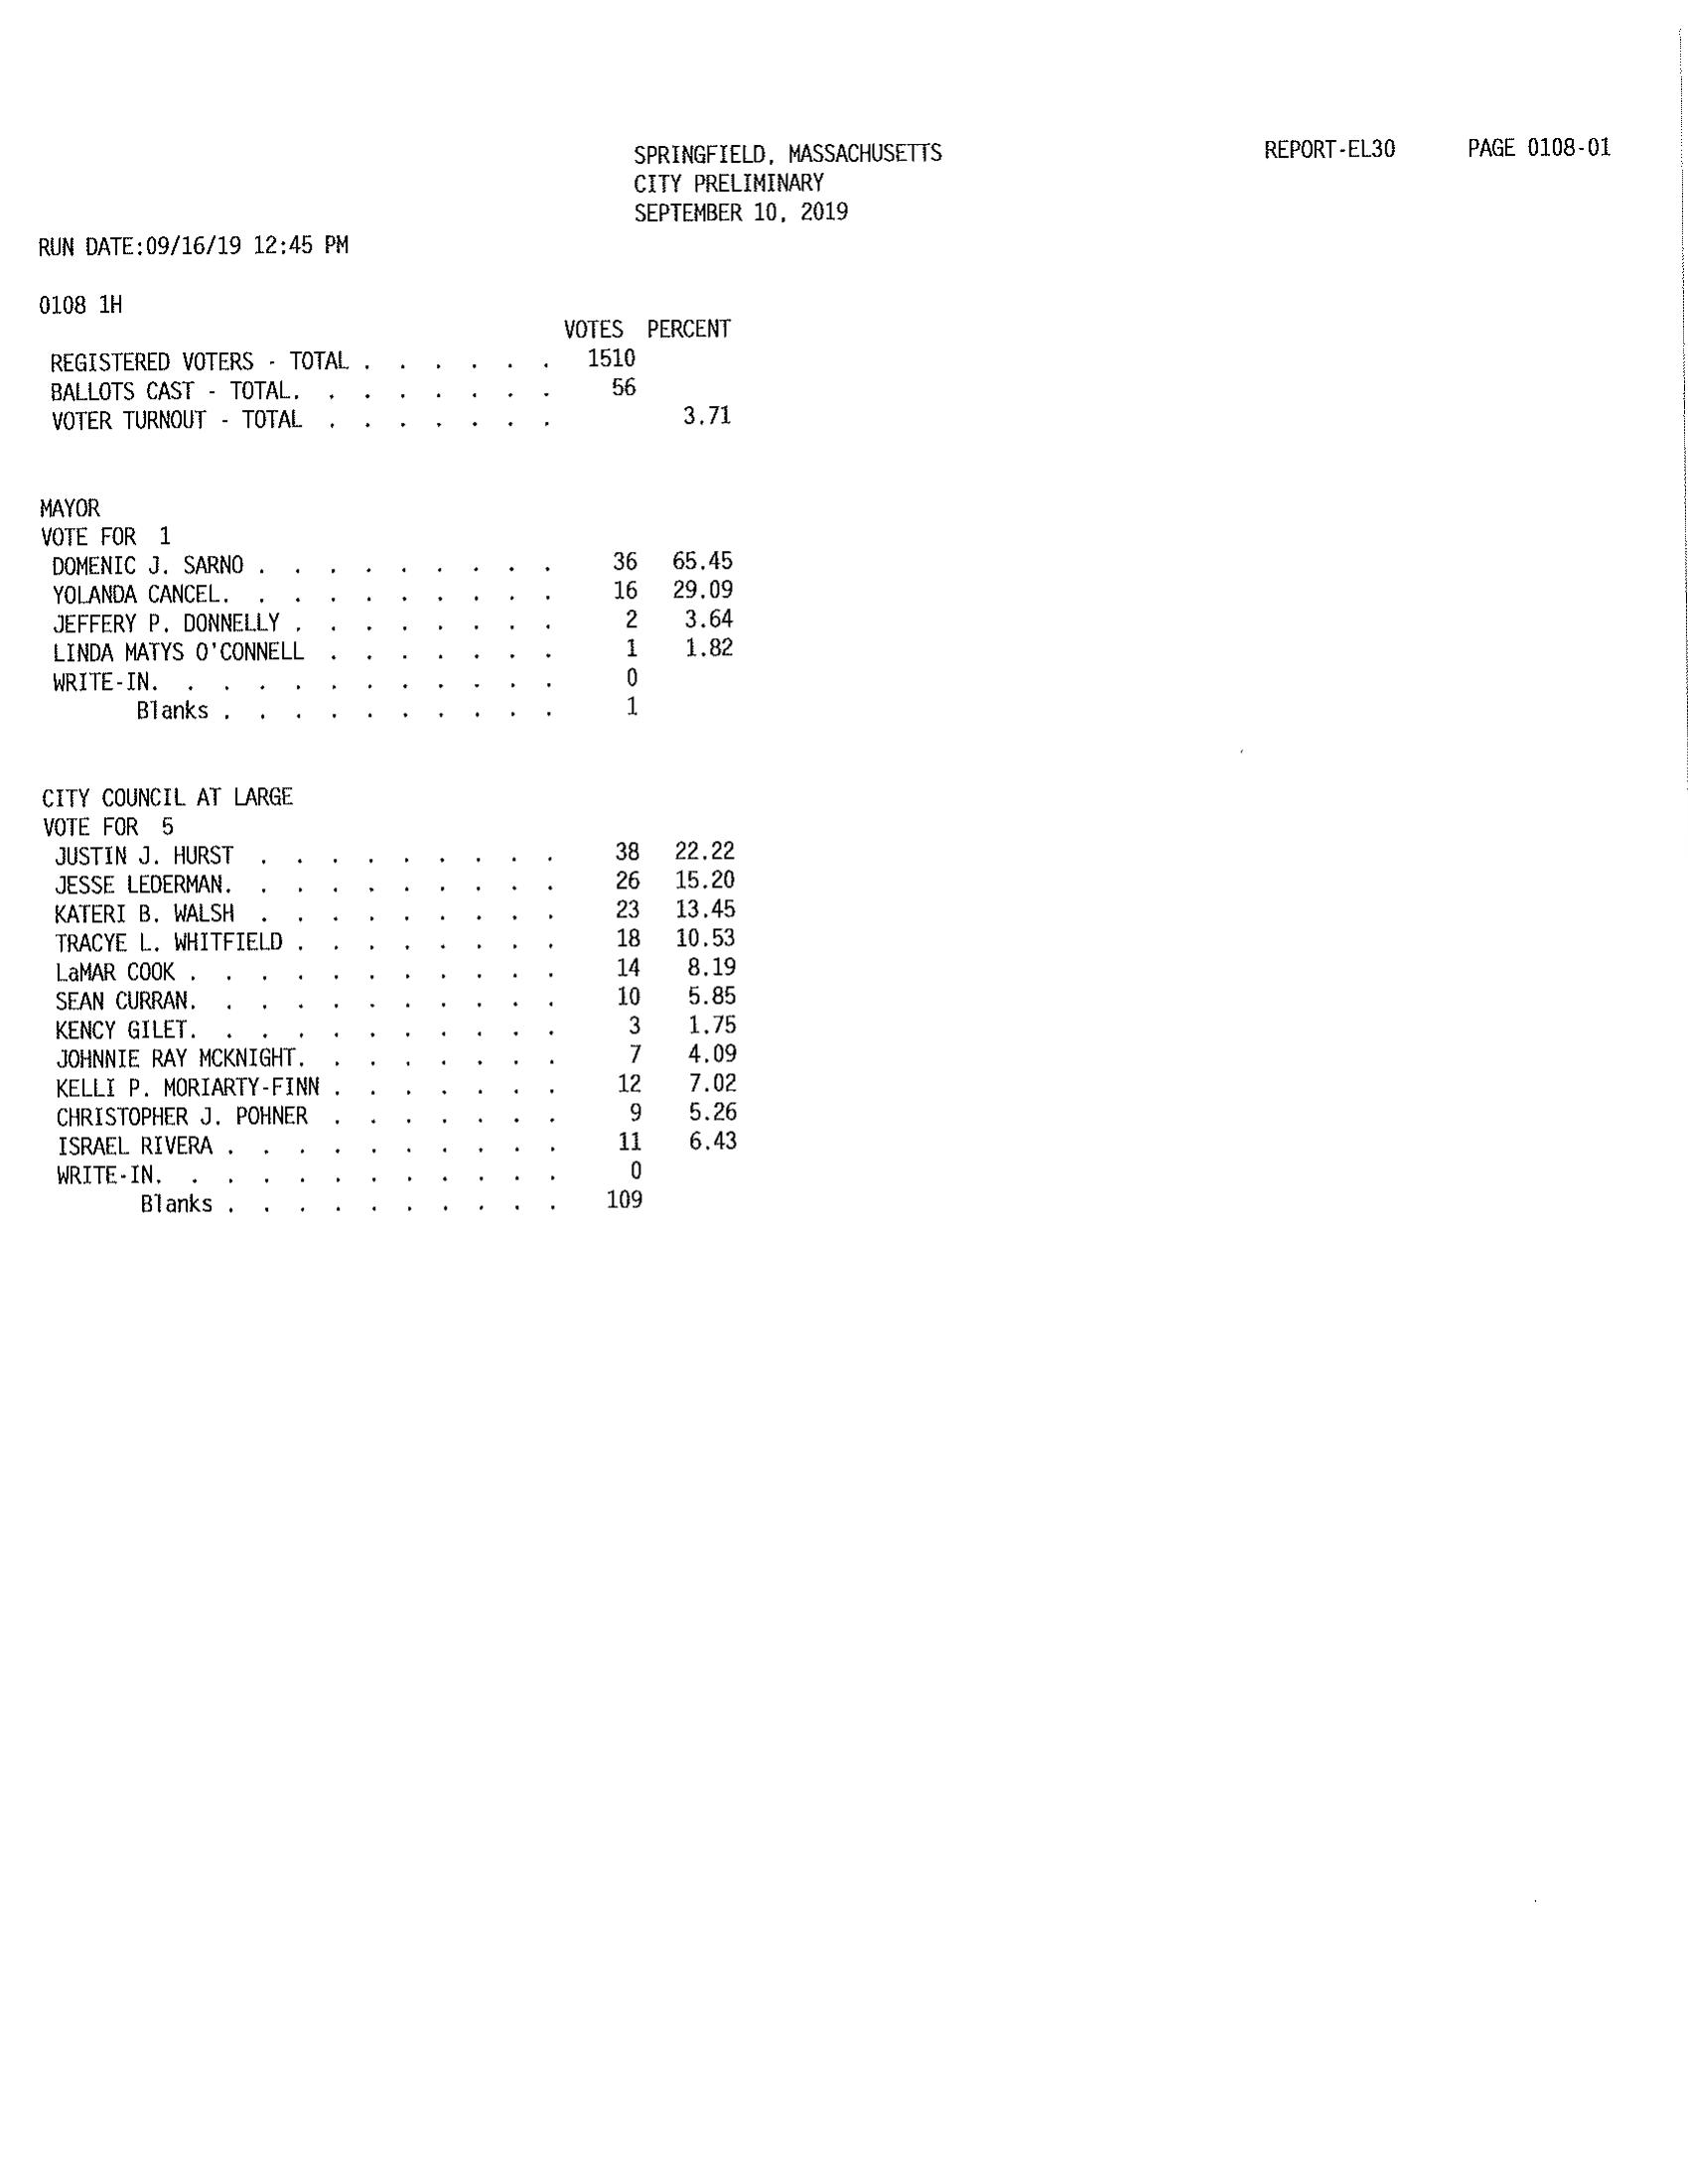 SPRINGFIELD, MASSACHUSETTS REPORT-EL30 PAGE 0108-01
CITY PRELIMINARY
SEPTEMBER 10, 2019
RUN DATE:09/16/19 12:45 PM
0108 1H
VOTES PERCENT
REGISTERED VOTERS - TOTAL . . . . . . 1510
BALLOTS CAST - TOTAL. . . . . . . . 56
VOTER TURNOUT - TOTAL . . . . . . . 3.71
MAYOR
VOTE FOR 1
DOMENIC J. SARNO . . . . . . . . . 36 65.45
YOLANDA CANCEL. . . . . . . . . . 16 29.09
JEFFERY P. DONNELLY . . . . . . . . 2 3.64
LINDA MATYS O'CONNELL . . . . . . . 1 1.82
WRITE-IN. . . . . . . . . . . . 0
Blanks . . . . . . . . . . 1
CITY COUNCIL AT LARGE
VOTE FOR 5
JUSTIN J. HURST . . . . . . . . . 38 22.22
JESSE LEDERMAN. . . . . . . . . . 26 15.20
KATERI B. WALSH . . . . . . . . . 23 13.45
TRACYE L. WHITFIELD . . . . . . . . 18 10.53
LaMAR COOK . . . . . . . . . . . 14 8.19
SEAN CURRAN. . . . . . . . . . . 10 5.85
KENCY GILET. . . . . . . . . . . 3 1.75
JOHNNIE RAY MCKNIGHT. . . . . . . . 7 4.09
KELLI P. MORIARTY-FINN . . . . . . . 12 7.02
CHRISTOPHER J. POHNER . . . . . . . 9 5.26
ISRAEL RIVERA . . . . . . . . . . 11 6.43
WRITE-IN. . . . . . . . . . . . 0
Blanks . . . . . . . . . . 109